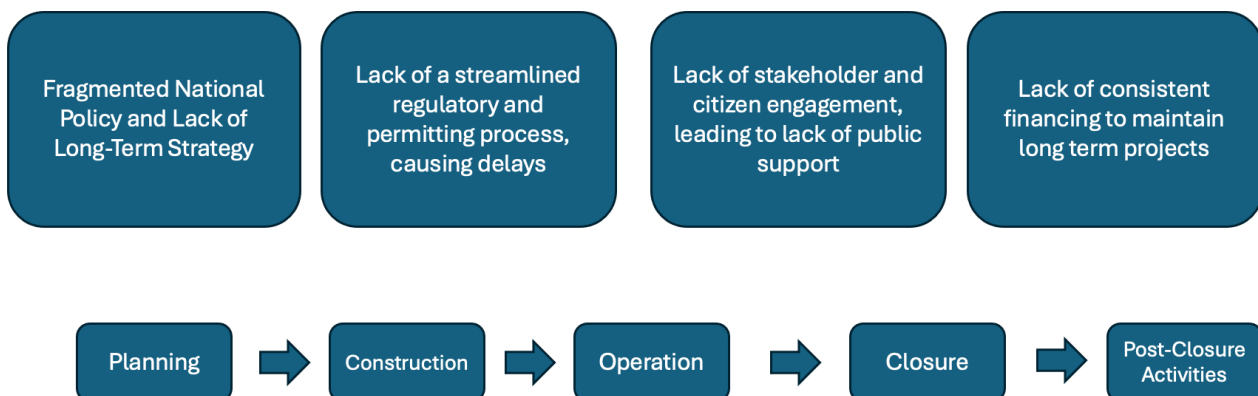 Fragmented National
Policy and Lack of
Long-Term Strategy
Lack of a streamlined
regulatory and
permitting process,
causing delays
Lack of stakeholder and
citizen engagement,
leading to lack of public
support
Lack of consistent
financing to maintain
long term projects
Planning
Construction
Operation
Closure
Post-Closure
Activities